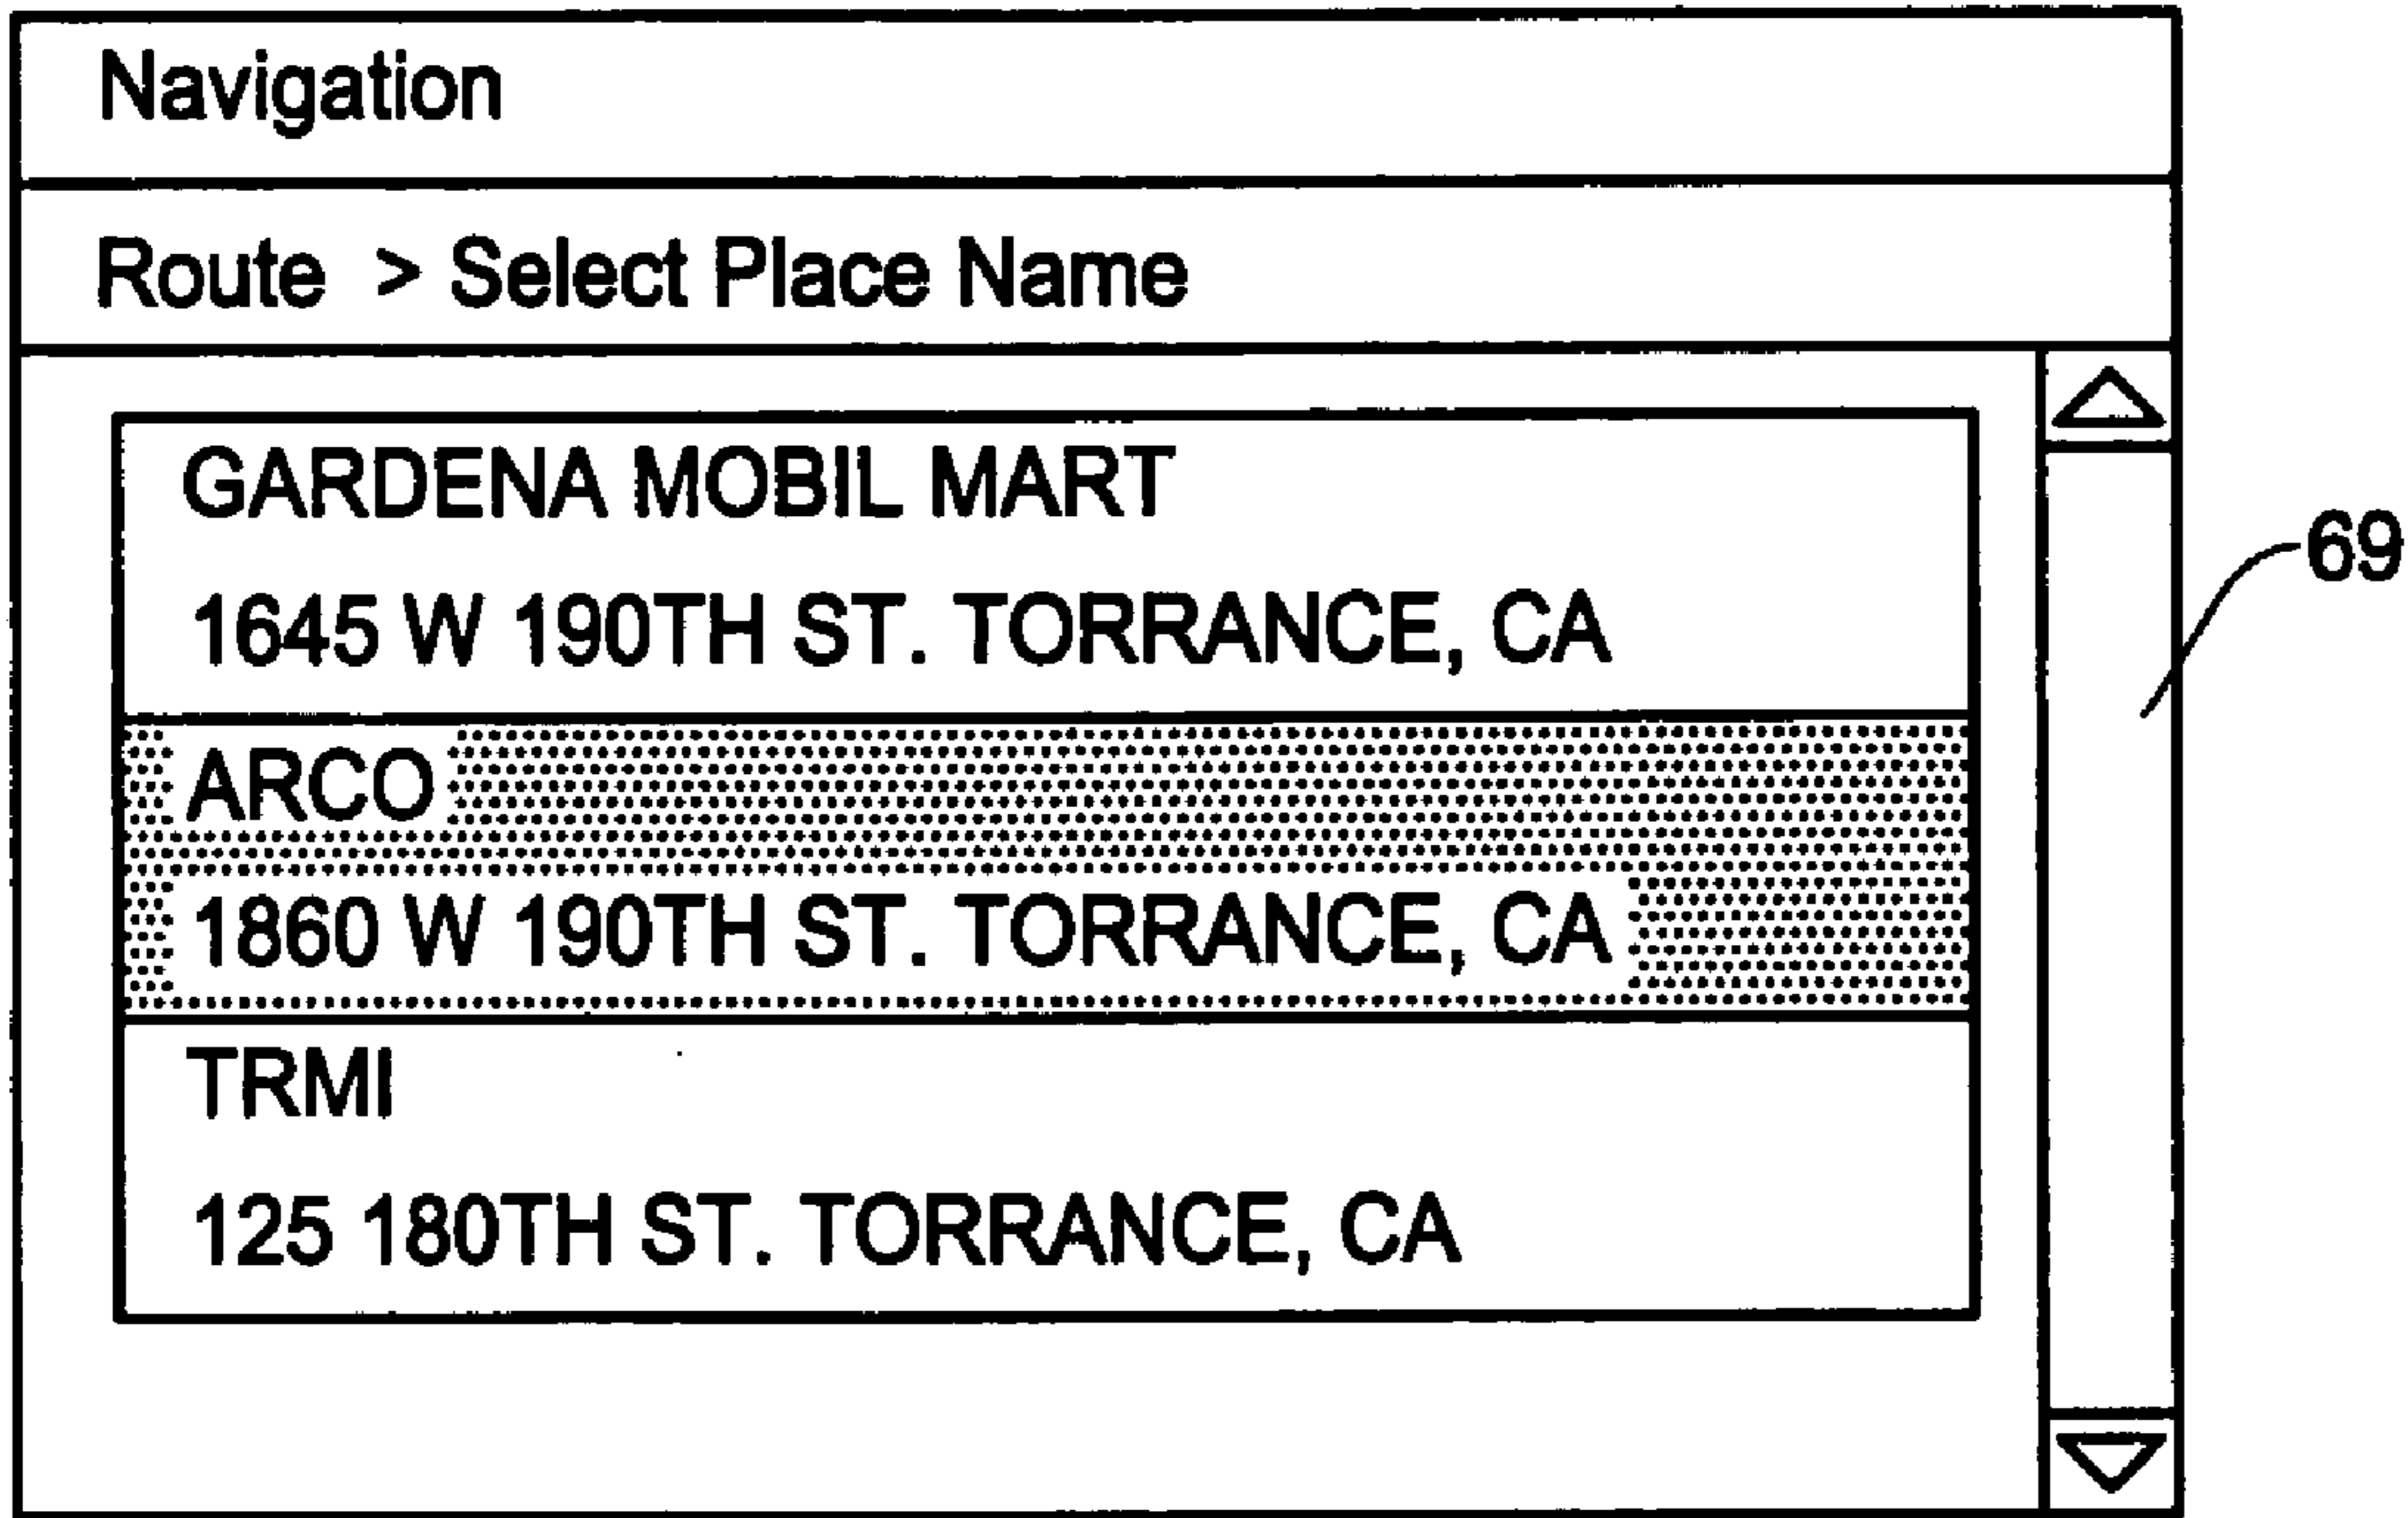 Navigation
Route > Select Place Name
GARDENA MOBIL MART
1645 W 190TH ST. TORRANCE, CA
69
ARCO
1860 W 190TH ST. TORRANCE, CA
TRMI
125 180TH ST. TORRANCE, CA